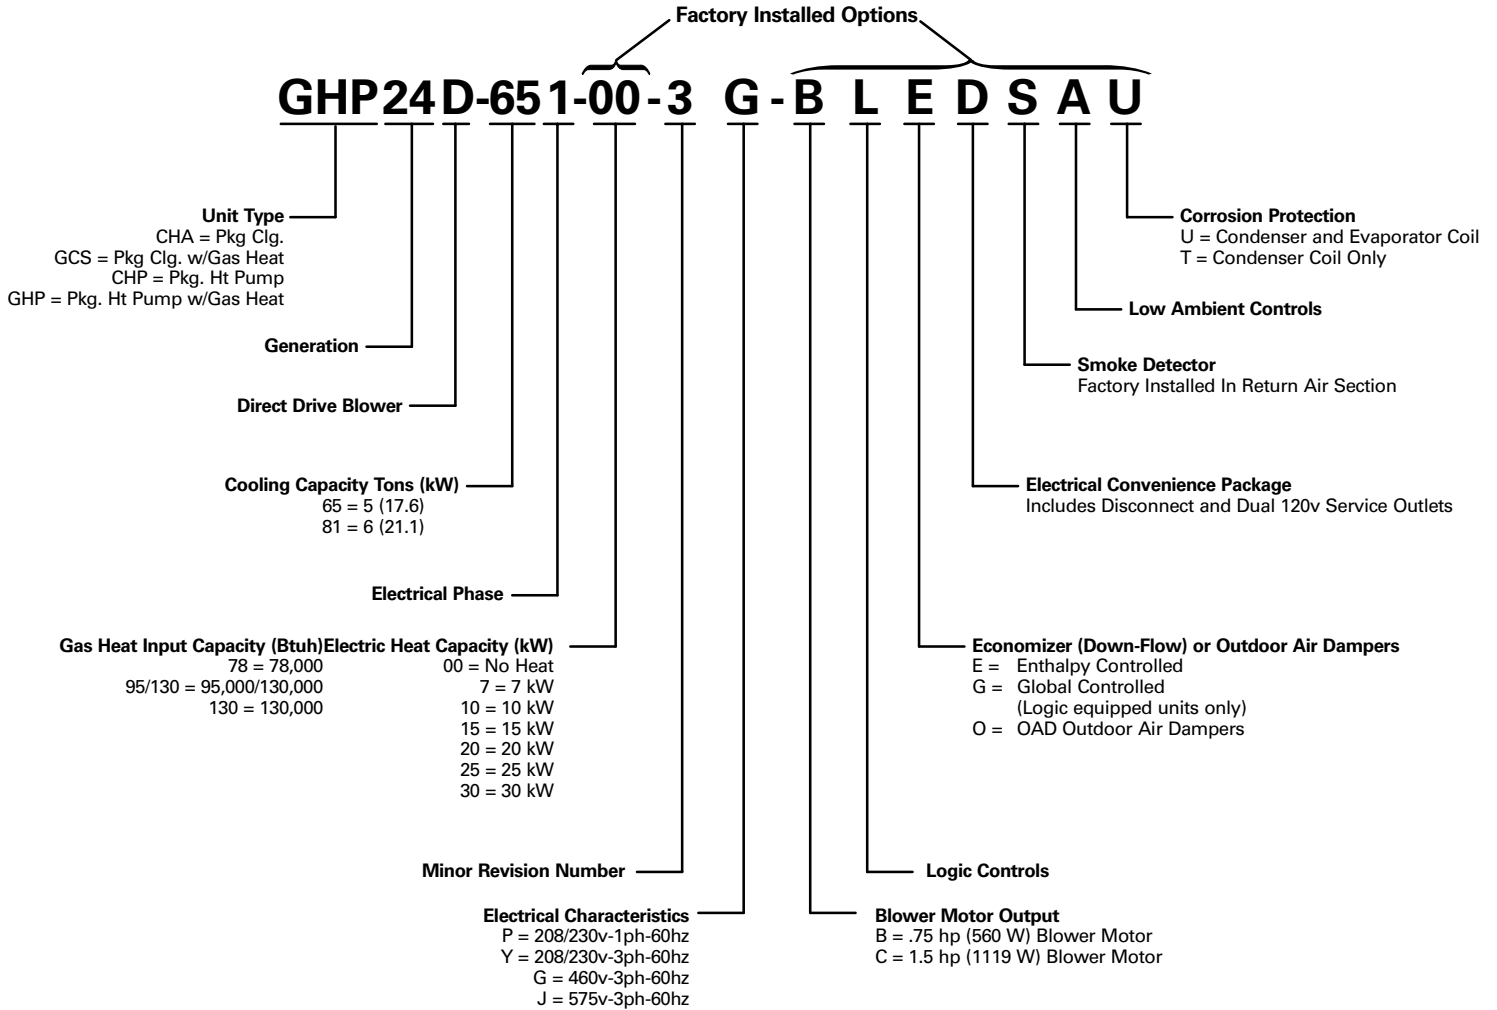 Factory Installed Options
GHP24D-651-00-3 G-B L E D S A U
Unit Type
CHA = Pkg Clg.
GCS = Pkg Clg. w/Gas Heat
CHP = Pkg. Ht Pump
GHP = Pkg. Ht Pump w/Gas Heat
Generation
Direct Drive Blower
Cooling Capacity Tons (kW)
65 = 5 (17.6)
81 = 6 (21.1)
Electrical Phase
Gas Heat Input Capacity (Btuh)
78 = 78,000
95/130 = 95,000/130,000
130 = 130,000
Electric Heat Capacity (kW)
00 = No Heat
7 = 7 kW
10 = 10 kW
15 = 15 kW
20 = 20 kW
25 = 25 kW
30 = 30 kW
Minor Revision Number
Electrical Characteristics
P = 208/230v-1ph-60hz
Y = 208/230v-3ph-60hz
G = 460v-3ph-60hz
J = 575v-3ph-60hz
Corrosion Protection
U = Condenser and Evaporator Coil
T = Condenser Coil Only
Low Ambient Controls
Smoke Detector
Factory Installed In Return Air Section
Electrical Convenience Package
Includes Disconnect and Dual 120v Service Outlets
Economizer (Down-Flow) or Outdoor Air Dampers
E = Enthalpy Controlled
G = Global Controlled
(Logic equipped units only)
O = OAD Outdoor Air Dampers
Logic Controls
Blower Motor Output
B = .75 hp (560 W) Blower Motor
C = 1.5 hp (1119 W) Blower Motor